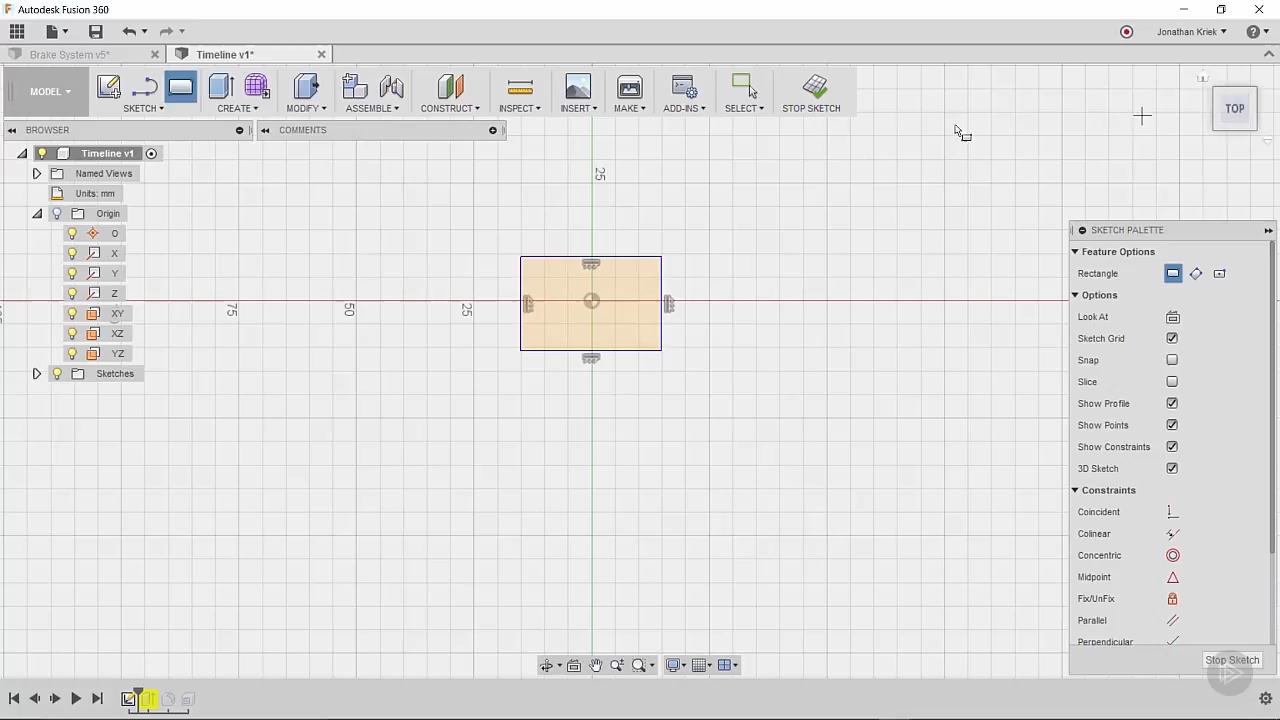 Autodesk Fusion 360
Jonathan Kriek
Brake System v5*
Timeline v1*
MODEL
SKETCH
CREATE
MODIFY
ASSEMBLE
CONSTRUCT
INSPECT
INSERT
MAKE
ADD-INS
SELECT
STOP SKETCH
TOP
BROWSER
COMMENTS
Timeline v1
Named Views
Units: mm
Origin
O
X
Y
Z
XY
XZ
YZ
Sketches
25
75
50
25
SKETCH PALETTE
Feature Options
Rectangle
Options
Look At
Sketch Grid
Snap
Slice
Show Profile
Show Points
Show Constraints
3D Sketch
Constraints
Coincident
Colinear
Concentric
Midpoint
Fix/UnFix
Parallel
Perpendicular
Stop Sketch